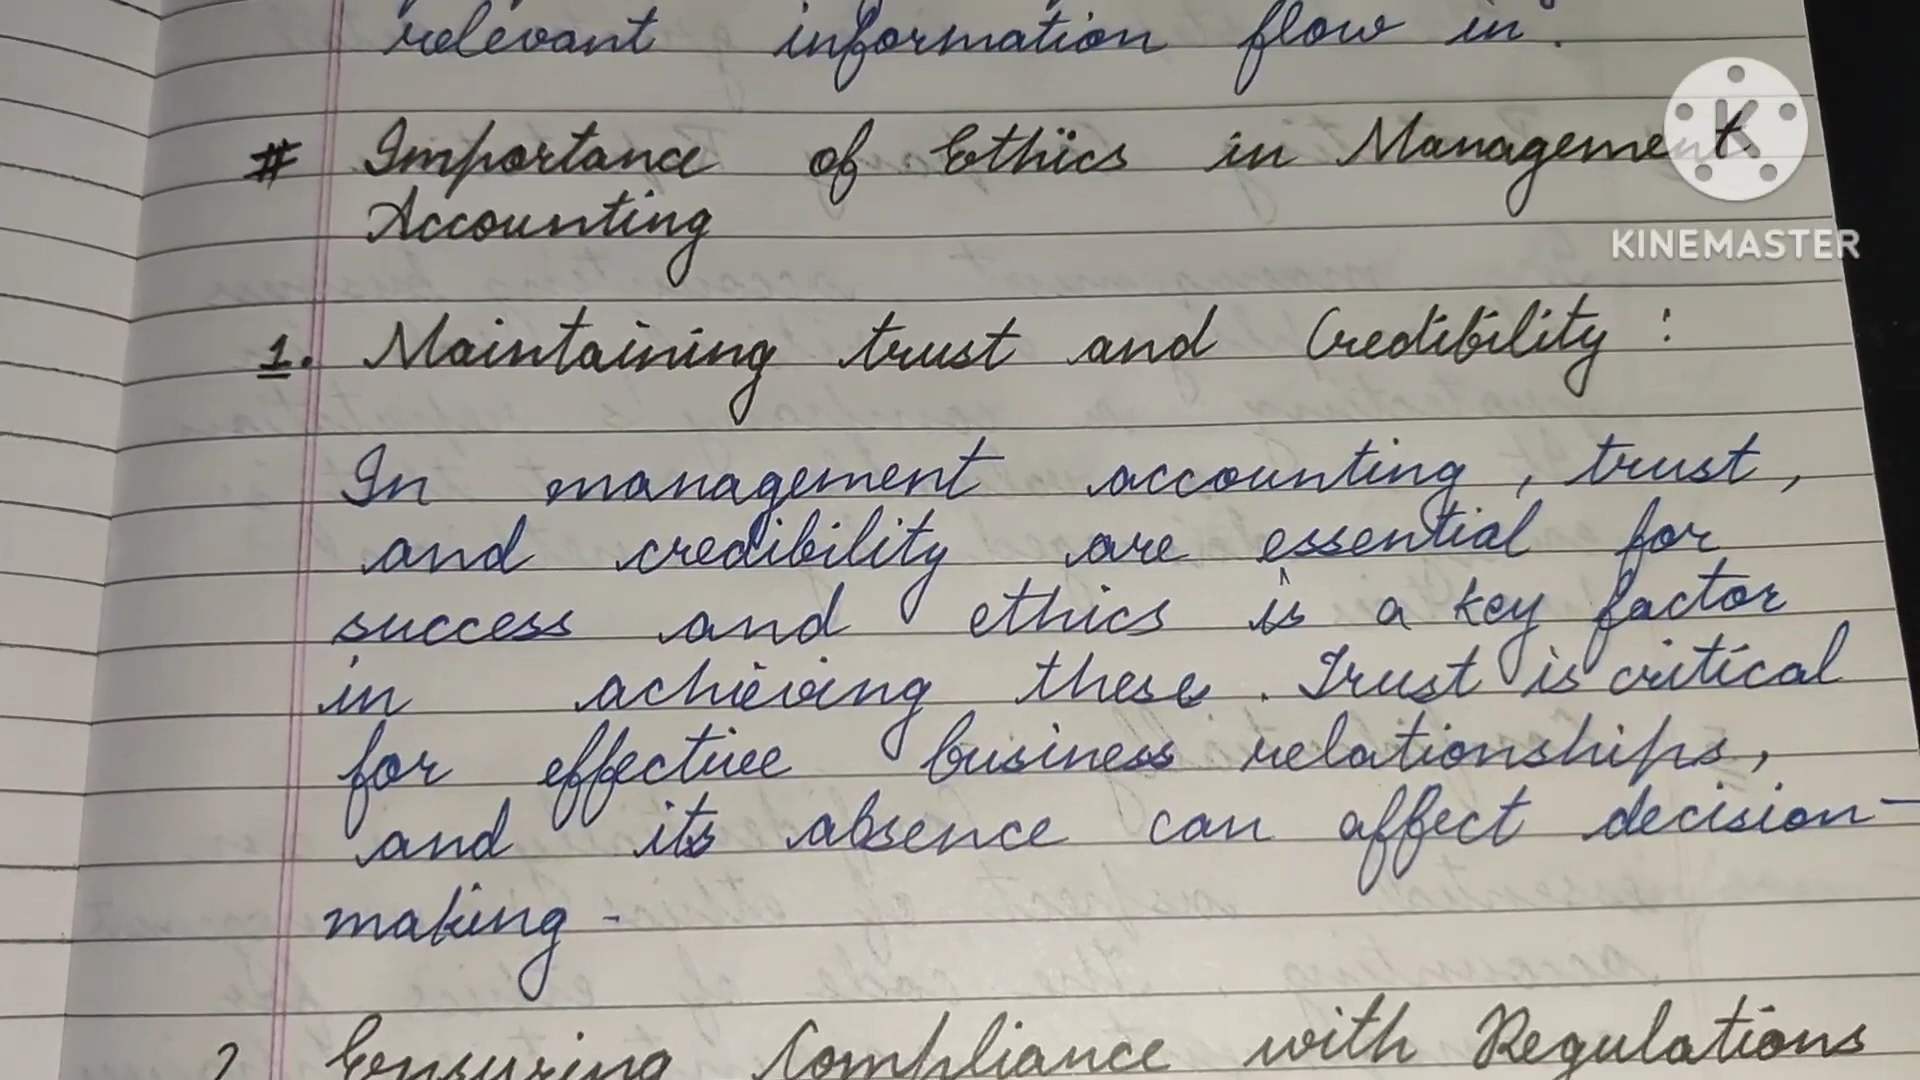 relevant information flow in.
# Importance of Ethics in Management
Accounting
KINEMASTER
1. Maintaining trust and Credibility :
In management accounting, trust,
and credibility are essential for
success and ethics is a key factor
in achieving these. Trust is critical
for effective business relationships,
and its absence can affect decision-
making -
2 Ensuring Compliance with Regulations